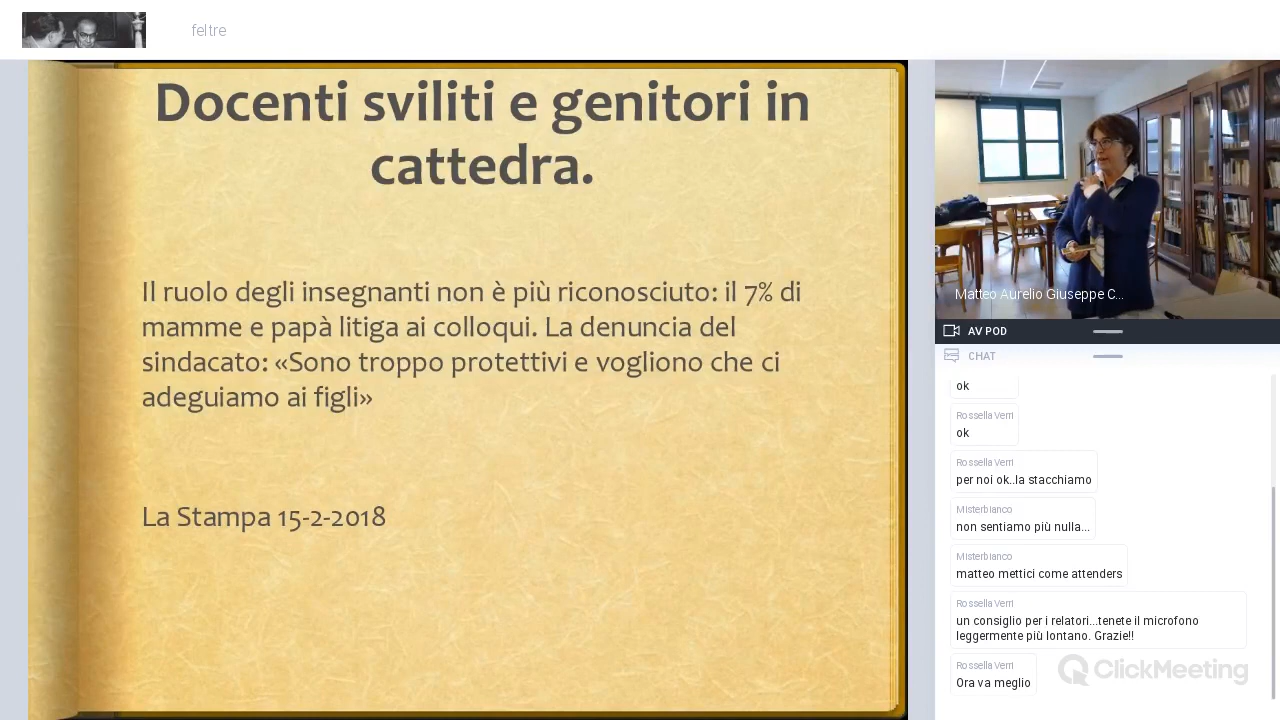 feltre
Docenti sviliti e genitori in
cattedra.
Il ruolo degli insegnanti non è più riconosciuto: il 7% di
mamme e papà litiga ai colloqui. La denuncia del
sindacato: «Sono troppo protettivi e vogliono che ci
adeguiamo ai figli»
La Stampa 15-2-2018
Matteo Aurelio Giuseppe C...
AV POD
CHAT
ok
Rossella Verri
ok
Rossella Verri
per noi ok..la stacchiamo
Misterbianco
non sentiamo più nulla...
Misterbianco
matteo mettici come attenders
Rossella Verri
un consiglio per i relatori...tenete il microfono
leggermente più lontano. Grazie!!
Rossella Verri
Ora va meglio
ClickMeeting